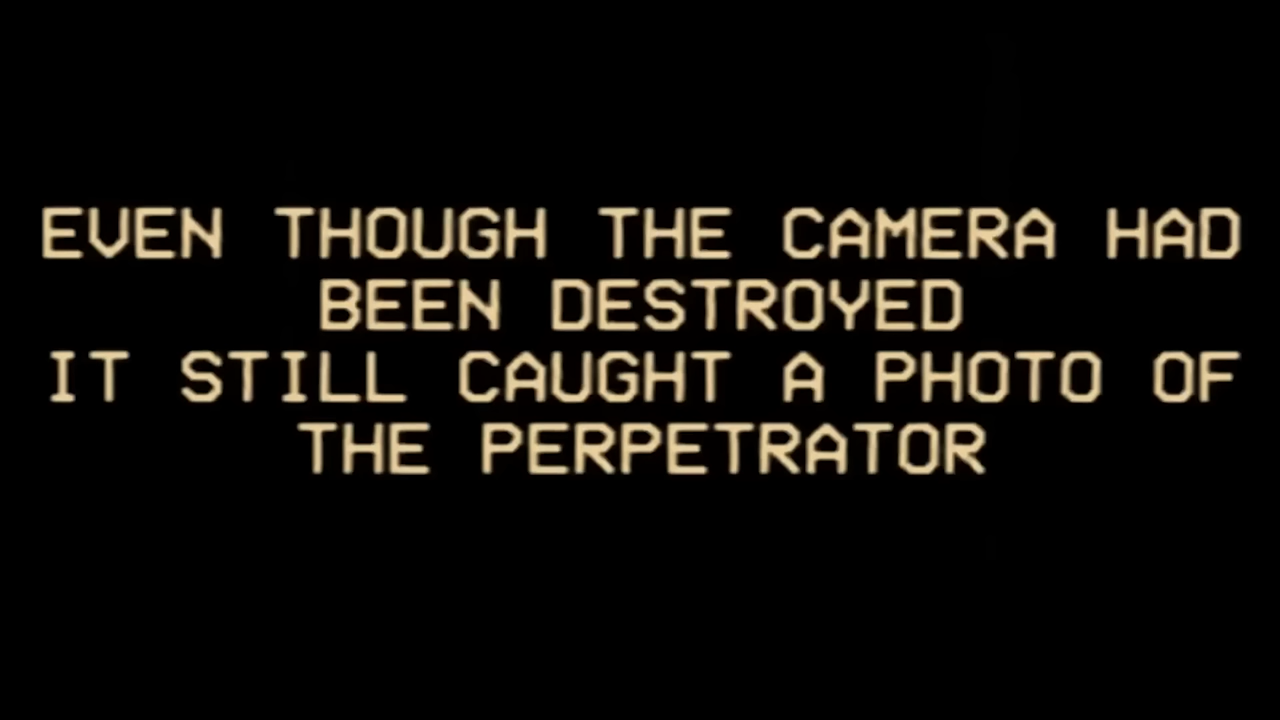 EVEN THOUGH THE CAMERA HAD
BEEN DESTROYED
IT STILL CAUGHT A PHOTO OF
THE PERPETRATOR